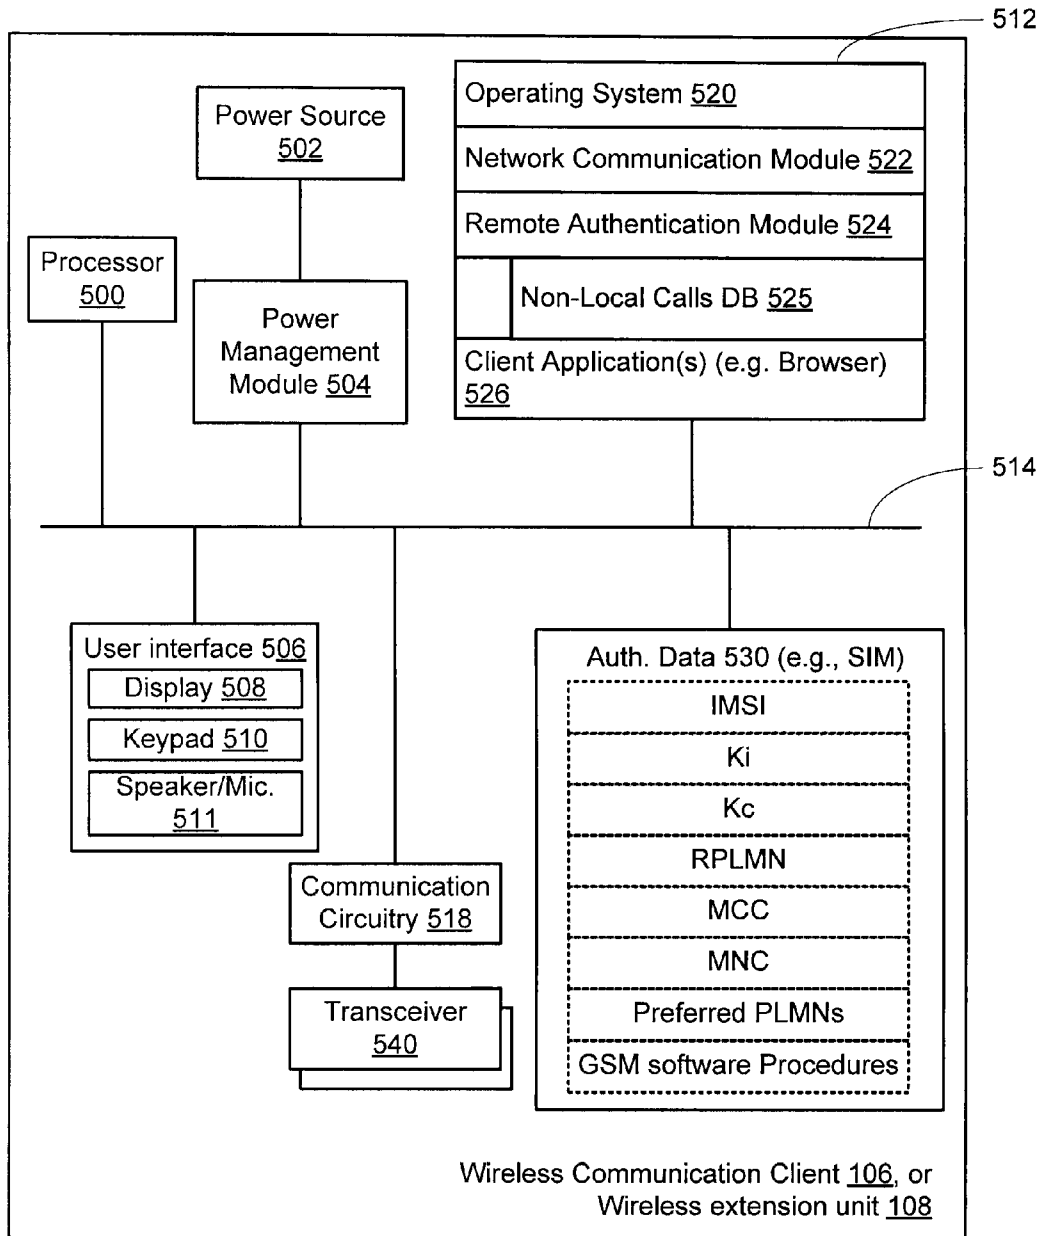 512
Operating System 520
Power Source
502
Network Communication Module 522
Remote Authentication Module 524
Processor
500
Non-Local Calls DB 525
Power
Management
Module 504
Client Application(s) (e.g. Browser)
526
514
User interface 506
Display 508
Keypad 510
Speaker/Mic.
511
Auth. Data 530 (e.g., SIM)
IMSI
Ki
Kc
RPLMN
MCC
MNC
Preferred PLMNs
GSM software Procedures
Communication
Circuitry 518
Transceiver
540
Wireless Communication Client 106, or
Wireless extension unit 108